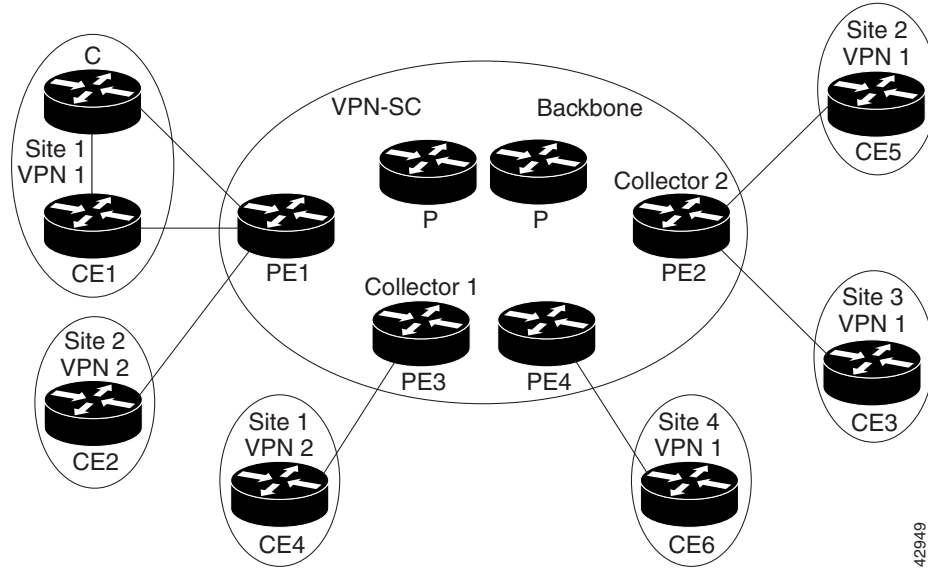 C
Site 1
VPN 1
CE1
Site 2
VPN 2
CE2
VPN-SC
Backbone
P
P
PE1
Collector 1
PE3
PE4
Collector 2
PE2
Site 1
VPN 2
CE4
Site 4
VPN 1
CE6
Site 2
VPN 1
CE5
Site 3
VPN 1
CE3
42949